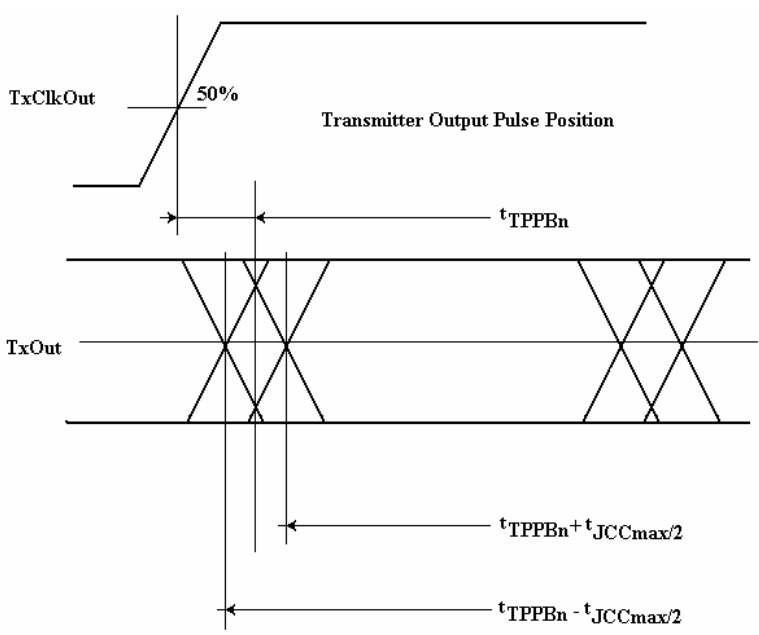 TxClkOut
50%
Transmitter Output Pulse Position
tTPPBn
TxOut
tTPPBn+tJCCmax/2
tTPPBn - tJCCmax/2